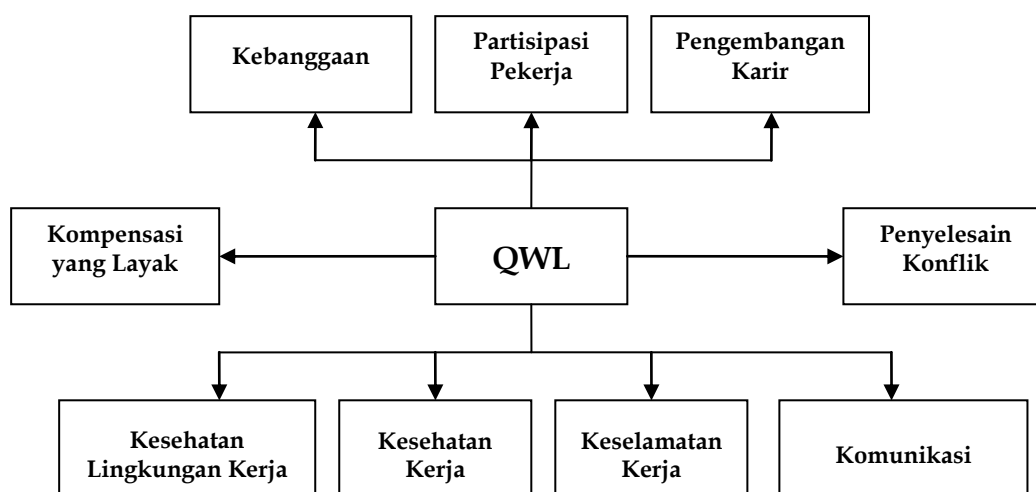 Kebanggaan
Partisipasi
Pekerja
Pengembangan
Karir
Kompensasi
yang Layak
QWL
Penyelesain
Konflik
Kesehatan
Lingkungan Kerja
Kesehatan
Kerja
Keselamatan
Kerja
Komunikasi